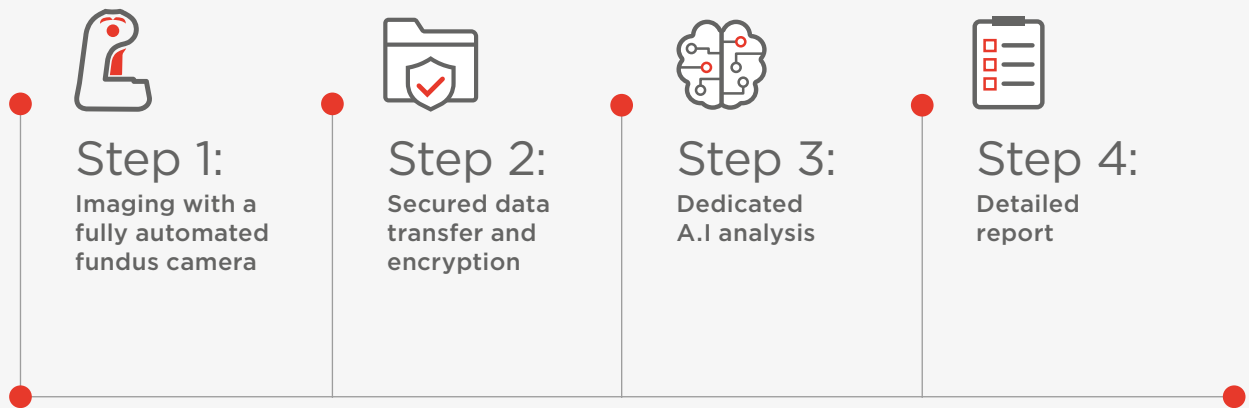 Step 1:
Imaging with a
fully automated
fundus camera
Step 2:
Secured data
transfer and
encryption
Step 3:
Dedicated
A.I analysis
Step 4:
Detailed
report